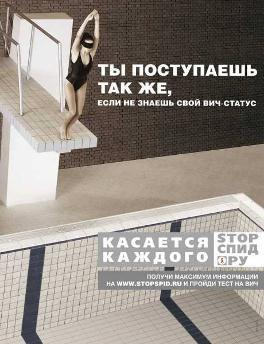 ТЫ ПОСТУПАЕШЬ
ТАК ЖЕ,
ЕСЛИ НЕ ЗНАЕШЬ СВОЙ ВИЧ-СТАТУС
КАСАЕТСЯ
КАЖДОГО
STOP
СПИД
РУ
ПОЛУЧИ МАКСИМУМ ИНФОРМАЦИИ
НА WWW.STOPSPID.RU И ПРОЙДИ ТЕСТ НА ВИЧ